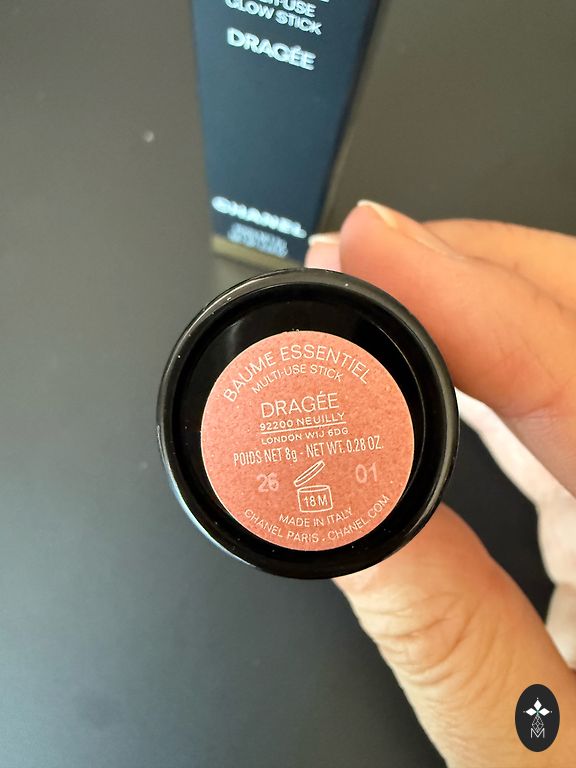 GLOW STICK
DRAGÉE
CHANEL
BAUME ESSENTIEL
MULTI-USE STICK
DRAGÉE
92200 NEUILLY
LONDON W1J 6DG
POIDS NET 8g - NET WT. 0.28 OZ.
26 01
18M
MADE IN ITALY
CHANEL PARIS - CHANEL.COM
M